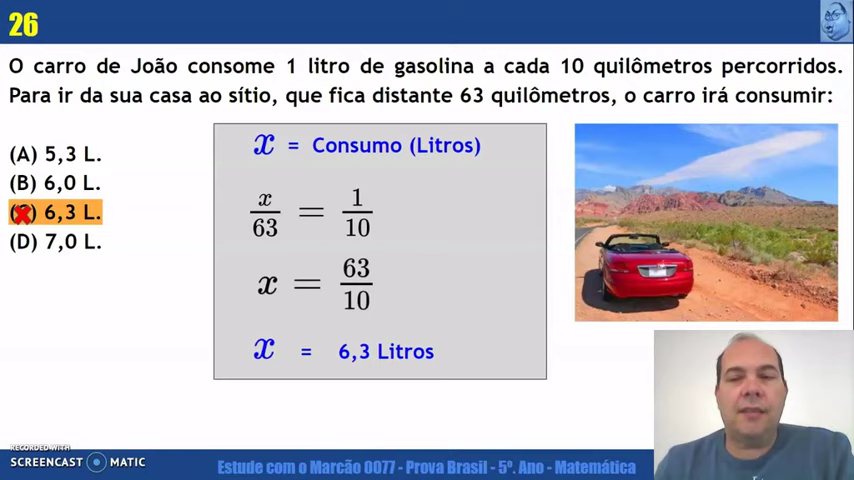 26
O carro de João consome 1 litro de gasolina a cada 10 quilômetros percorridos.
Para ir da sua casa ao sítio, que fica distante 63 quilômetros, o carro irá consumir:
(A) 5,3 L.
(B) 6,0 L.
(C) 6,3 L.
(D) 7,0 L.
x = Consumo (Litros)
x/63 = 1/10
x = 63/10
x = 6,3 Litros
RECORDED WITH
SCREENCAST MATIC
Estude com o Marcão 0077 - Prova Brasil - 5º. Ano - Matemática